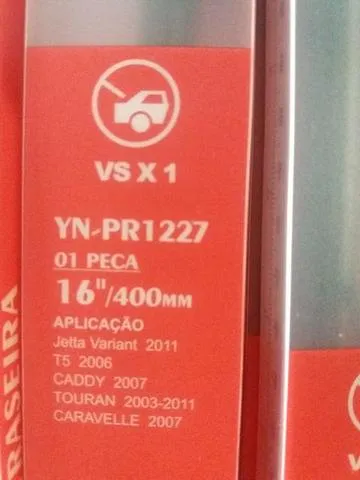 VS X 1
YN-PR1227
01 PECA
16"/400MM
APLICAÇÃO
Jetta Variant 2011
T5 2006
CADDY 2007
TOURAN 2003-2011
CARAVELLE 2007
RASEIRA
VS